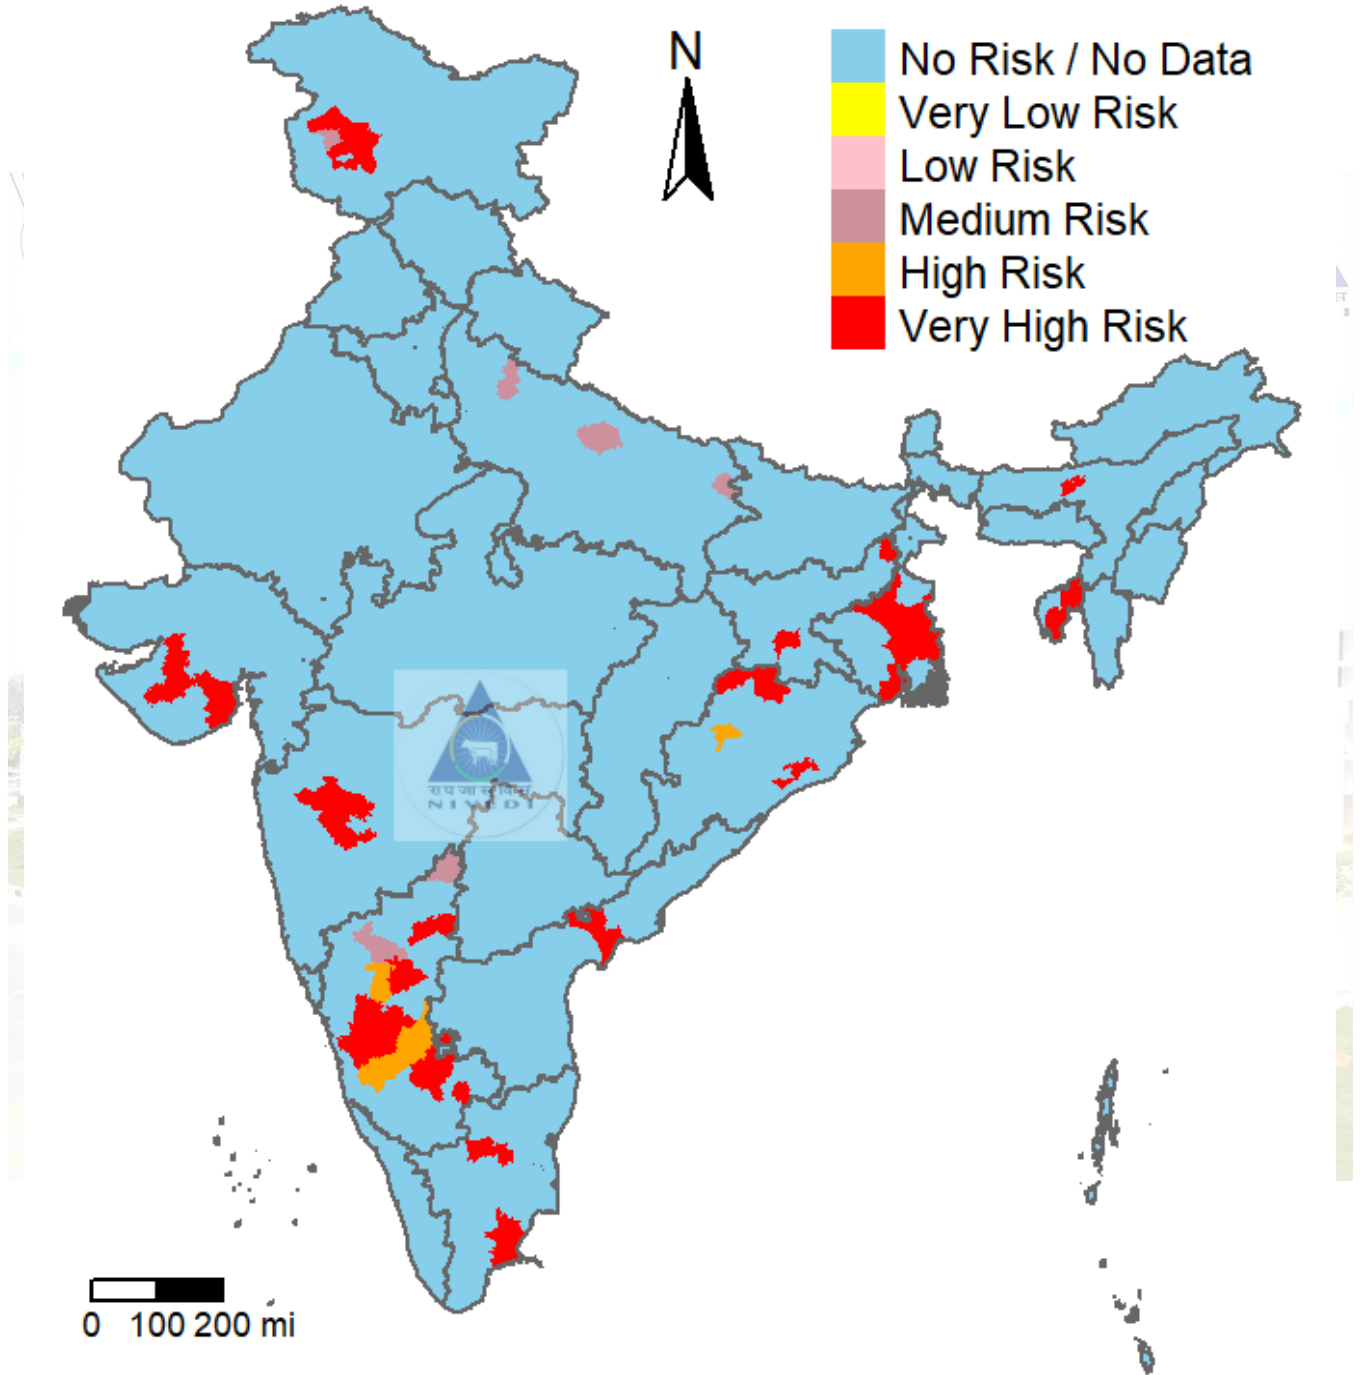 N
No Risk / No Data
Very Low Risk
Low Risk
Medium Risk
High Risk
Very High Risk
NIVEDI
0 100 200 mi